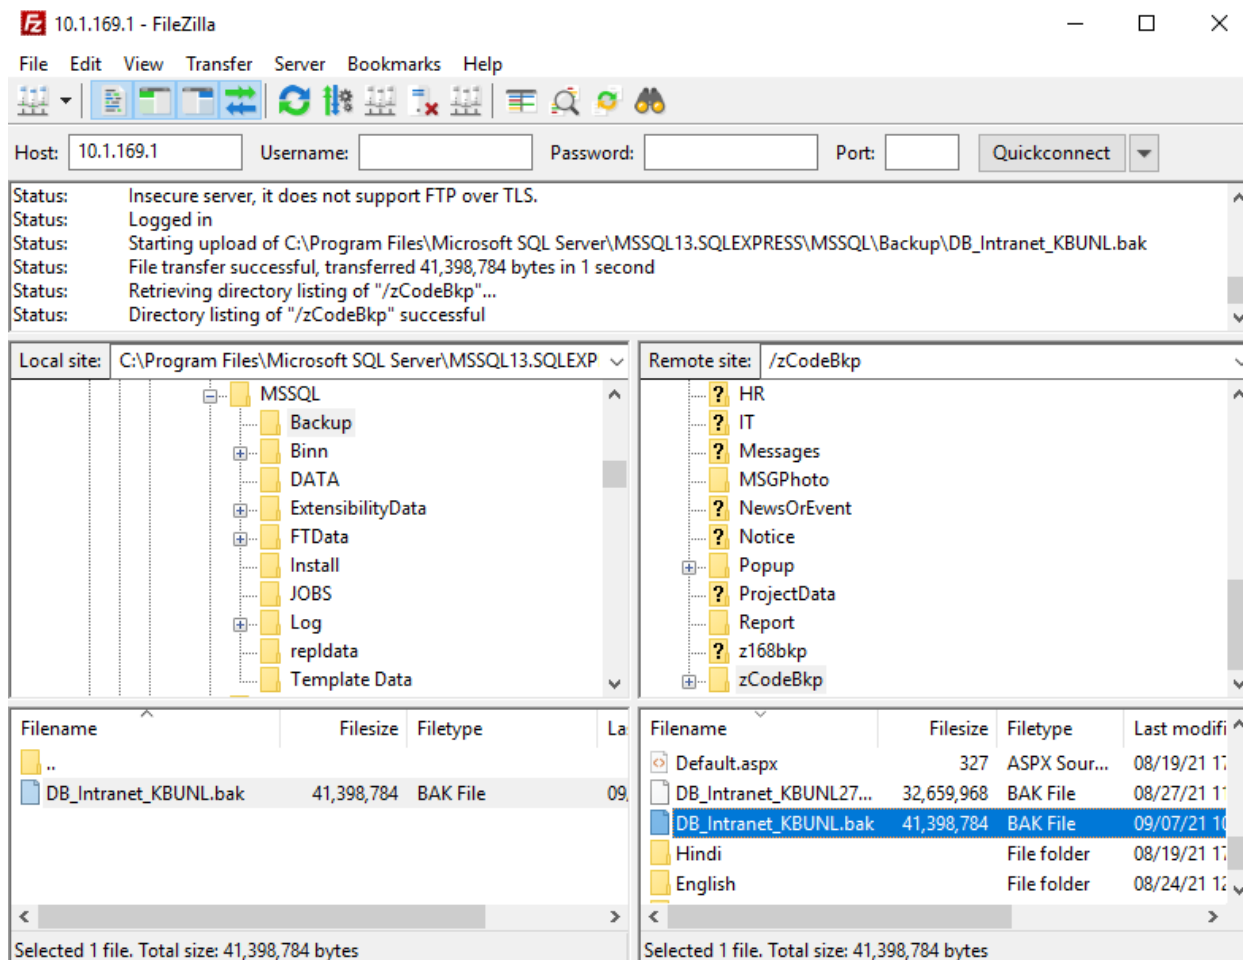 10.1.169.1 - FileZilla
File Edit View Transfer Server Bookmarks Help
Host: 10.1.169.1 Username: Password: Port: Quickconnect
Status: Insecure server, it does not support FTP over TLS.
Status: Logged in
Status: Starting upload of C:\Program Files\Microsoft SQL Server\MSSQL13.SQLEXPRESS\MSSQL\Backup\DB_Intranet_KBUNL.bak
Status: File transfer successful, transferred 41,398,784 bytes in 1 second
Status: Retrieving directory listing of "/zCodeBkp"...
Status: Directory listing of "/zCodeBkp" successful
Local site: C:\Program Files\Microsoft SQL Server\MSSQL13.SQLEXP
MSSQL
Backup
Binn
DATA
ExtensibilityData
FTData
Install
JOBS
Log
repldata
Template Data
Filename Filesize Filetype La
..
DB_Intranet_KBUNL.bak 41,398,784 BAK File 09,
Selected 1 file. Total size: 41,398,784 bytes
Remote site: /zCodeBkp
? HR
? IT
? Messages
MSGPhoto
? NewsOrEvent
? Notice
Popup
? ProjectData
Report
? z168bkp
zCodeBkp
Filename Filesize Filetype Last modifi
Default.aspx 327 ASPX Sour... 08/19/21 17
DB_Intranet_KBUNL27... 32,659,968 BAK File 08/27/21 1
DB_Intranet_KBUNL.bak 41,398,784 BAK File 09/07/21 10
Hindi File folder 08/19/21 17
English File folder 08/24/21 12
Selected 1 file. Total size: 41,398,784 bytes